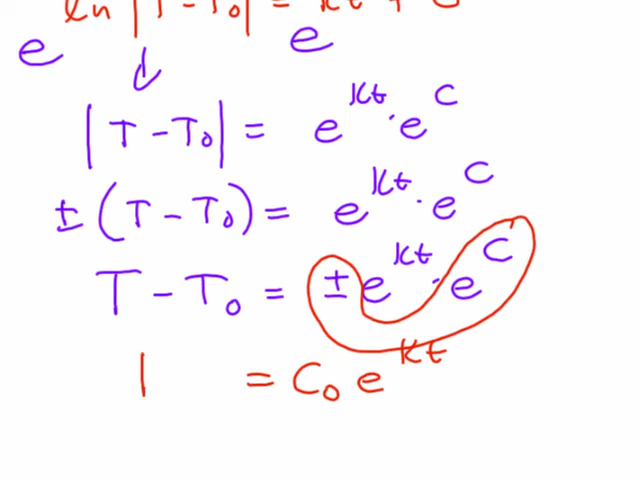 ln |T - T₀| = kt + C
e e
|T - T₀| = e^kt · e^C
± (T - T₀) = e^kt · e^C
T - T₀ = ± e^kt · e^C
| = C₀ e^kt